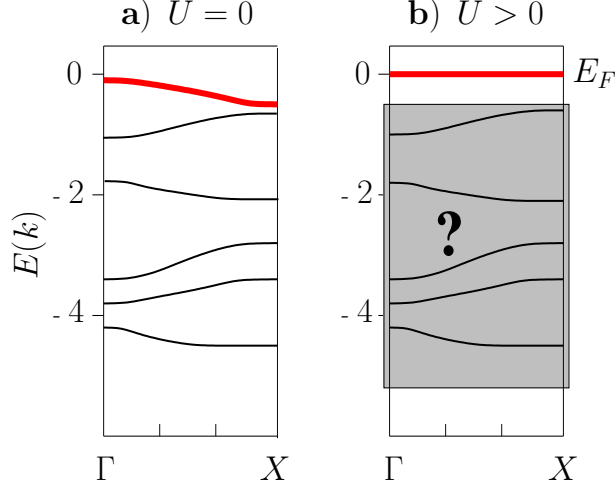 a) U = 0
b) U > 0
E(k)
0
- 2
- 4
Γ
X
0
- 2
- 4
E_F
?
Γ
X